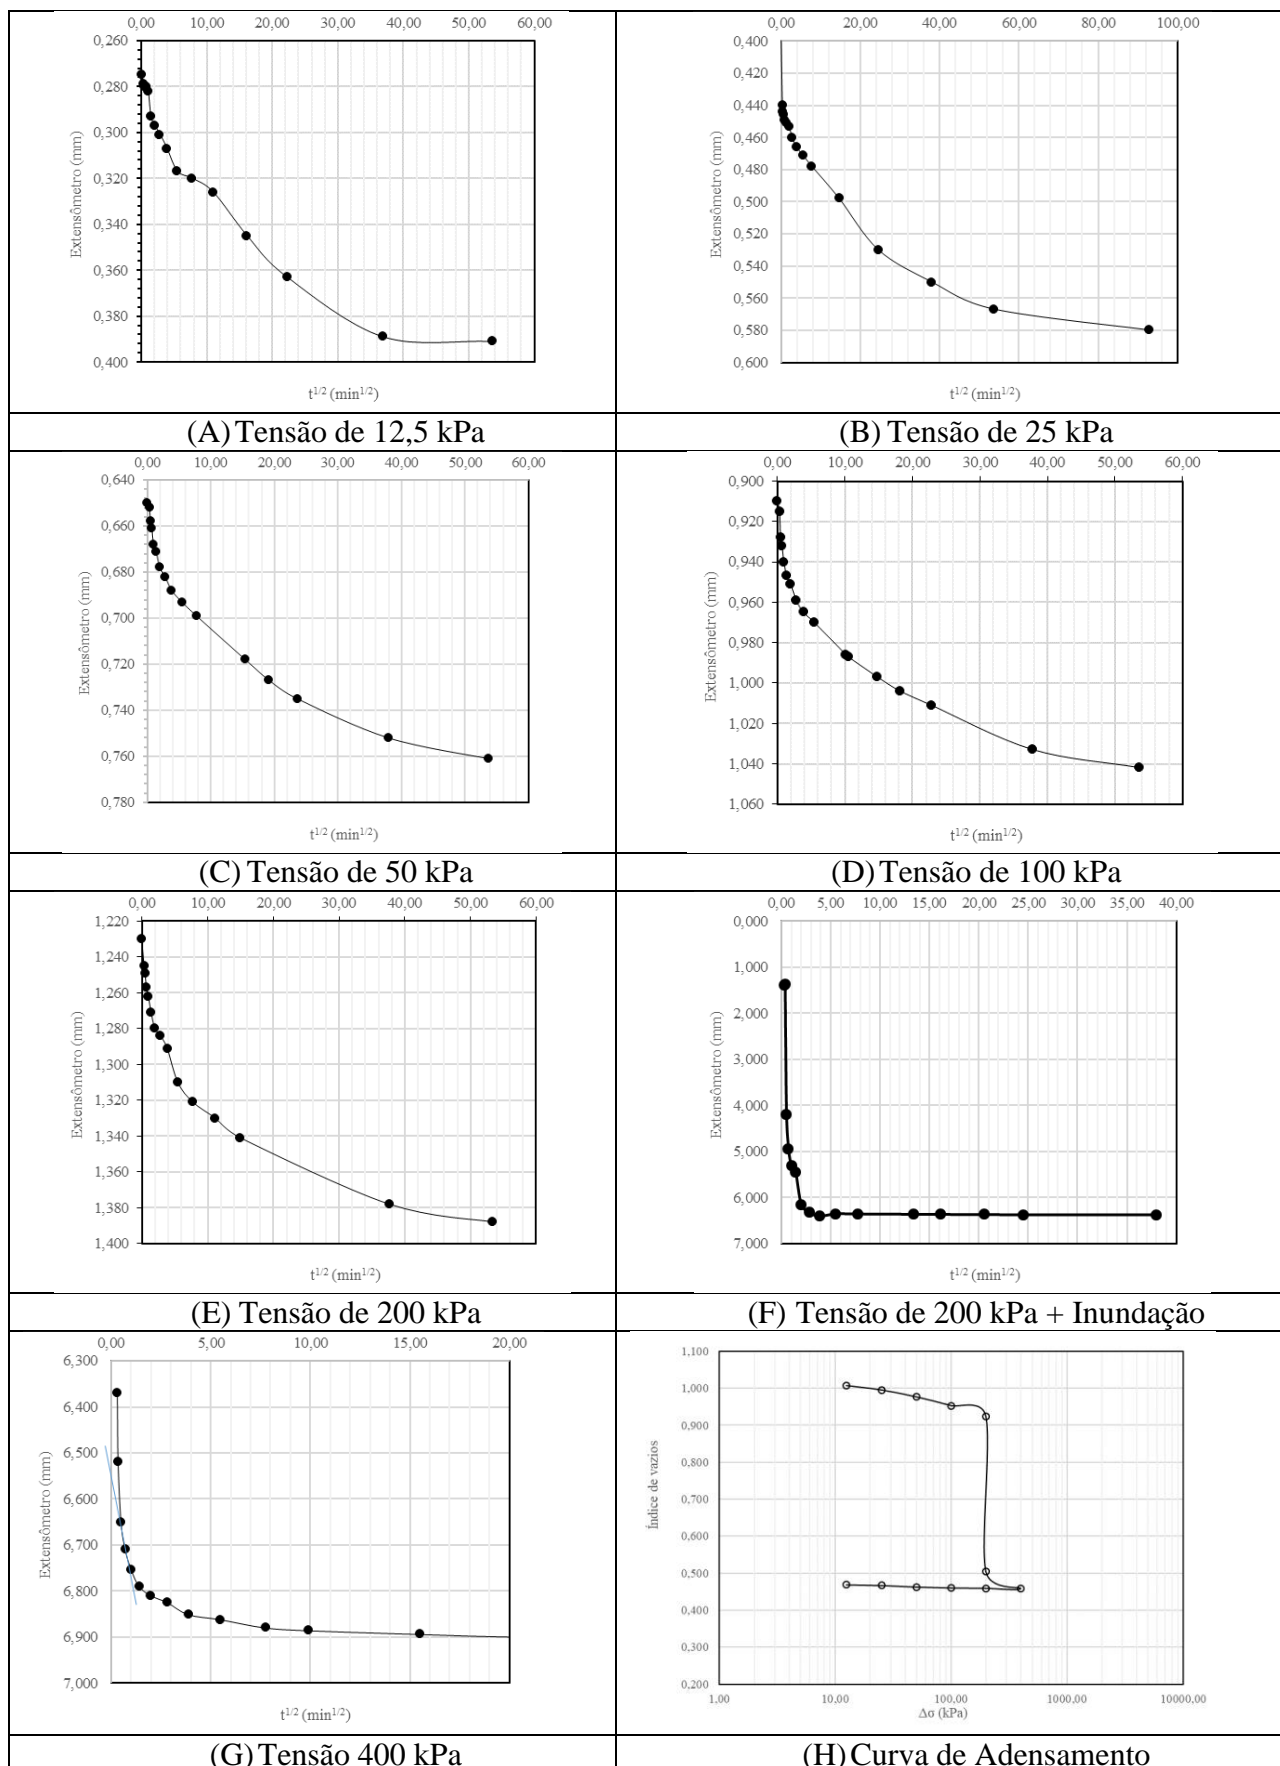 0,00 10,00 20,00 30,00 40,00 50,00 60,00
0,260
0,280
0,300
0,320
0,340
0,360
0,380
0,400
Extensômetro (mm)
t1/2 (min1/2)
(A) Tensão de 12,5 kPa
0,00 20,00 40,00 60,00 80,00 100,00
0,400
0,420
0,440
0,460
0,480
0,500
0,520
0,540
0,560
0,580
0,600
Extensômetro (mm)
t1/2 (min1/2)
(B) Tensão de 25 kPa
0,00 10,00 20,00 30,00 40,00 50,00 60,00
0,640
0,660
0,680
0,700
0,720
0,740
0,760
0,780
Extensômetro (mm)
t1/2 (min1/2)
(C) Tensão de 50 kPa
0,00 10,00 20,00 30,00 40,00 50,00 60,00
0,900
0,920
0,940
0,960
0,980
1,000
1,020
1,040
1,060
Extensômetro (mm)
t1/2 (min1/2)
(D) Tensão de 100 kPa
0,00 10,00 20,00 30,00 40,00 50,00 60,00
1,220
1,240
1,260
1,280
1,300
1,320
1,340
1,360
1,380
1,400
Extensômetro (mm)
t1/2 (min1/2)
(E) Tensão de 200 kPa
0,00 5,00 10,00 15,00 20,00 25,00 30,00 35,00 40,00
0,000
1,000
2,000
3,000
4,000
5,000
6,000
7,000
Extensômetro (mm)
t1/2 (min1/2)
(F) Tensão de 200 kPa + Inundação
0,00 5,00 10,00 15,00 20,00
6,300
6,400
6,500
6,600
6,700
6,800
6,900
7,000
Extensômetro (mm)
t1/2 (min1/2)
(G) Tensão 400 kPa
1,100
1,000
0,900
0,800
0,700
0,600
0,500
0,400
0,300
0,200
Índice de vazios
1,00 10,00 100,00 1000,00 10000,00
Δσ (kPa)
(H) Curva de Adensamento